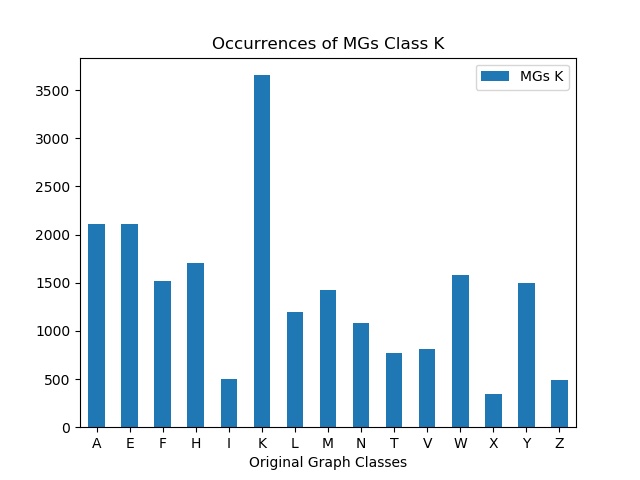 Occurrences of MGs Class K
MGs K
3500
3000
2500
2000
1500
1000
500
0
A E F H I K L M N T V W X Y Z
Original Graph Classes